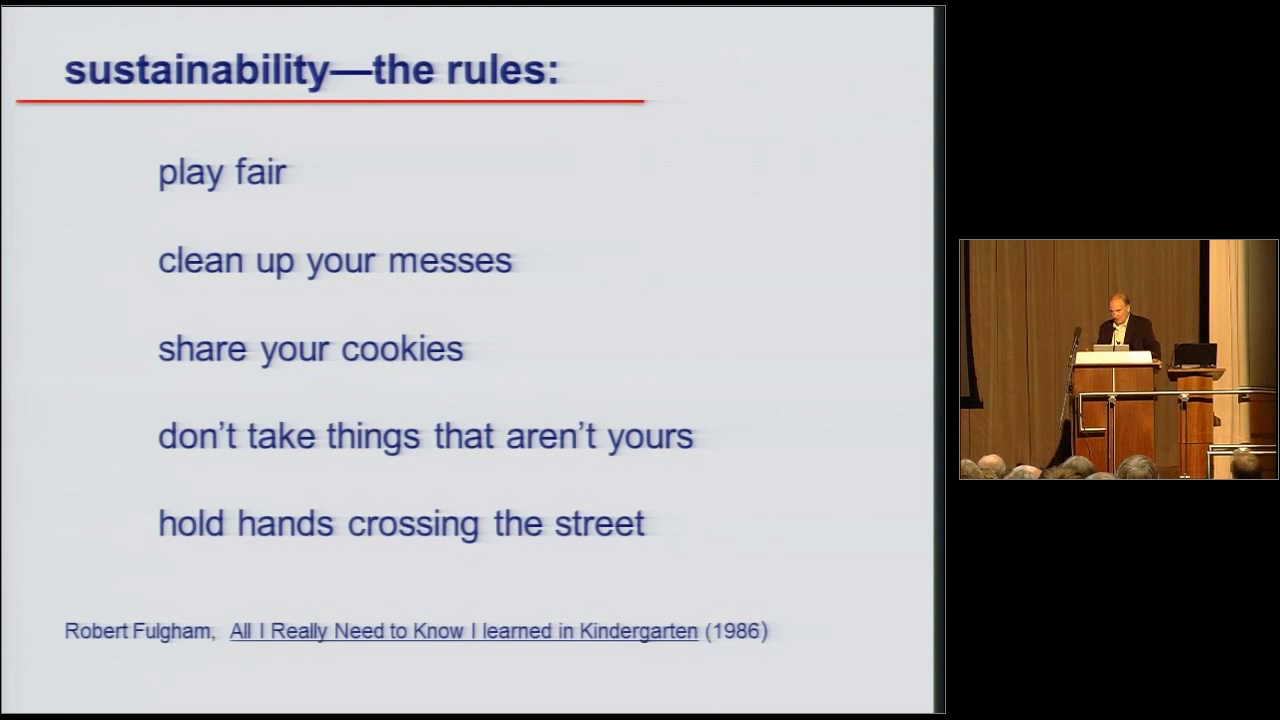 sustainability—the rules:
play fair
clean up your messes
share your cookies
don’t take things that aren’t yours
hold hands crossing the street
Robert Fulgham, All I Really Need to Know I learned in Kindergarten (1986)